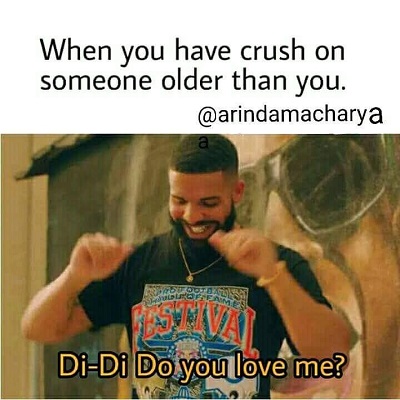 When you have crush on
someone older than you.
@arindamacharya
a
FESTIVAL
Di-Di Do you love me?